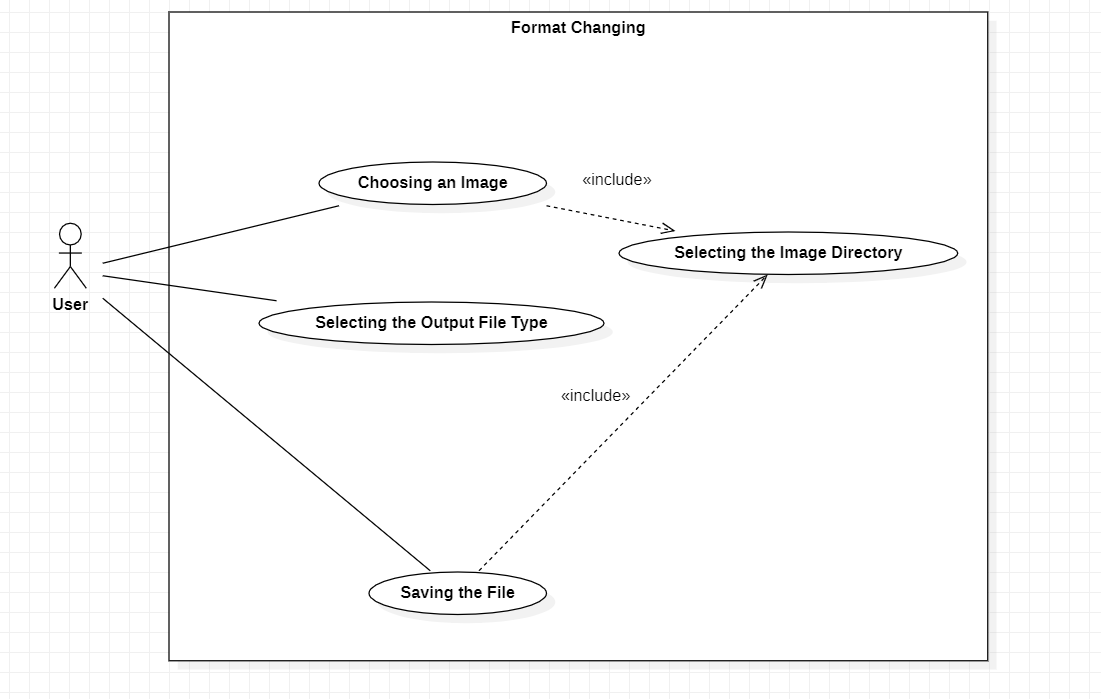 Format Changing
Choosing an Image
«include»
Selecting the Image Directory
User
Selecting the Output File Type
«include»
Saving the File